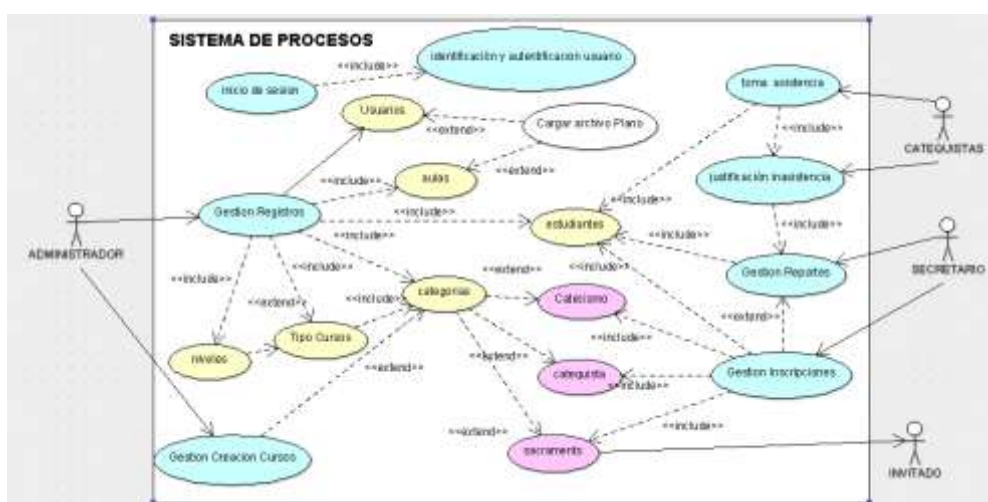 SISTEMA DE PROCESOS
identificación y autentificacion usuario
<<include>>
inicio de sesion
toma asistencia
Usuarios
<<extend>>
Cargar archivo Plano
CATEQUISTAS
<<include>>
aulas
<<extend>>
<<include>>
justificación inasistencia
Gestion Registros
<<include>>
<<include>>
estudiantes
<<include>>
ADMINISTRADOR
<<include>>
<<include>>
Gestion Reportes
SECRETARIO
<<include>>
<<include>>
<<extend>>
<<include>>
categorias
Catecismo
<<extend>>
<<include>>
<<extend>>
Tipo Cursos
<<include>>
niveles
<<extend>>
<<extend>>
catequista
<<include>>
Gestion Inscripciones
<<extend>>
<<include>>
Gestion Creacion Cursos
sacramento
INVITADO